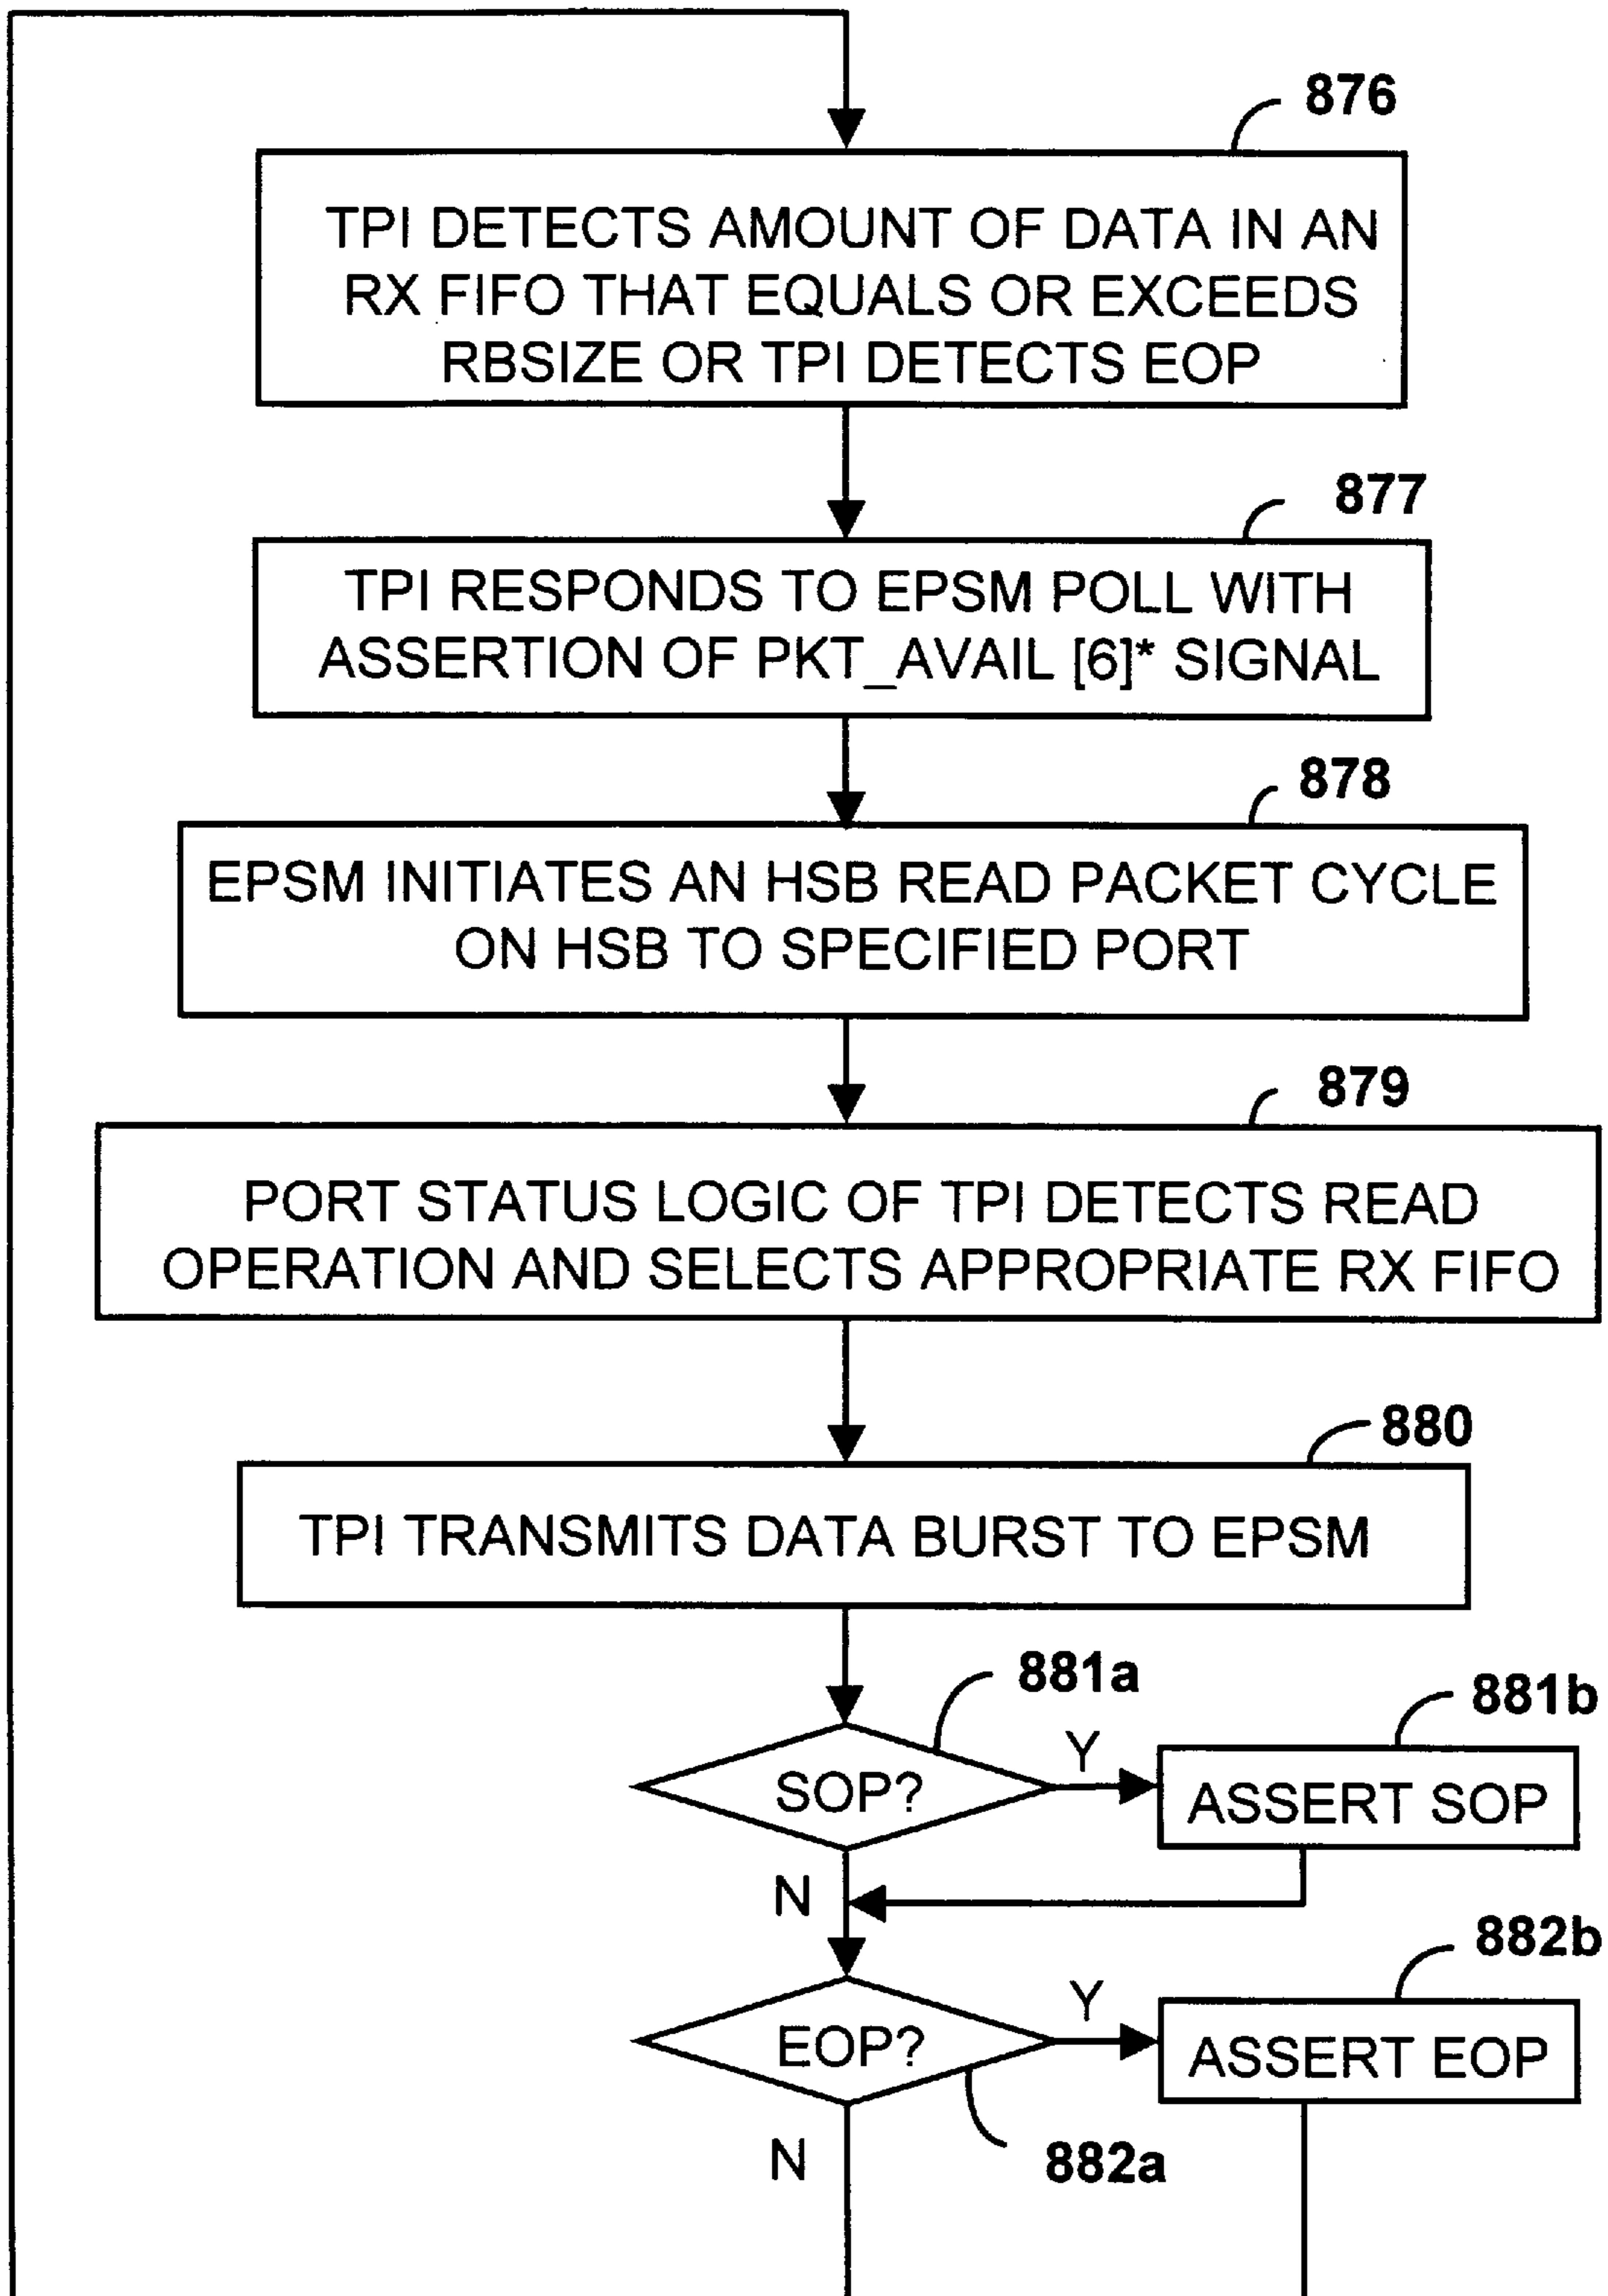 876
TPI DETECTS AMOUNT OF DATA IN AN
RX FIFO THAT EQUALS OR EXCEEDS
RBSIZE OR TPI DETECTS EOP
877
TPI RESPONDS TO EPSM POLL WITH
ASSERTION OF PKT_AVAIL [6]* SIGNAL
878
EPSM INITIATES AN HSB READ PACKET CYCLE
ON HSB TO SPECIFIED PORT
879
PORT STATUS LOGIC OF TPI DETECTS READ
OPERATION AND SELECTS APPROPRIATE RX FIFO
880
TPI TRANSMITS DATA BURST TO EPSM
881a
881b
SOP?
Y
ASSERT SOP
N
882b
EOP?
Y
ASSERT EOP
N
882a